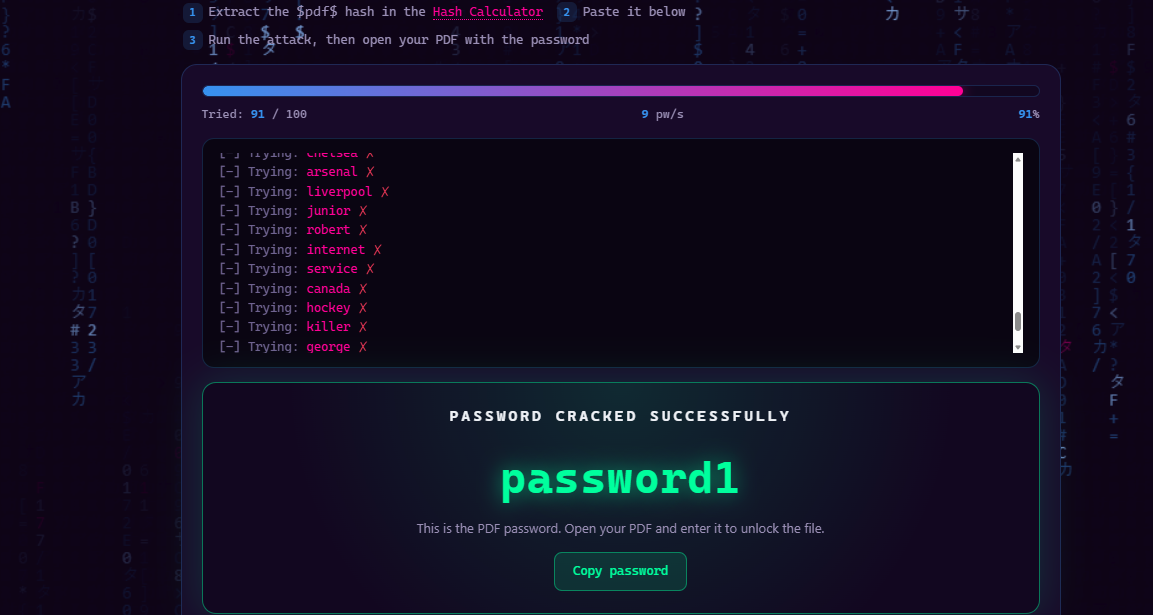 1 Extract the $pdf$ hash in the Hash Calculator 2 Paste it below
3 Run the attack, then open your PDF with the password
Tried: 91 / 100 9 pw/s 91%
[-] Trying: chelsea ✗
[-] Trying: arsenal ✗
[-] Trying: liverpool ✗
[-] Trying: junior ✗
[-] Trying: robert ✗
[-] Trying: internet ✗
[-] Trying: service ✗
[-] Trying: canada ✗
[-] Trying: hockey ✗
[-] Trying: killer ✗
[-] Trying: george ✗
PASSWORD CRACKED SUCCESSFULLY
password1
This is the PDF password. Open your PDF and enter it to unlock the file.
Copy password